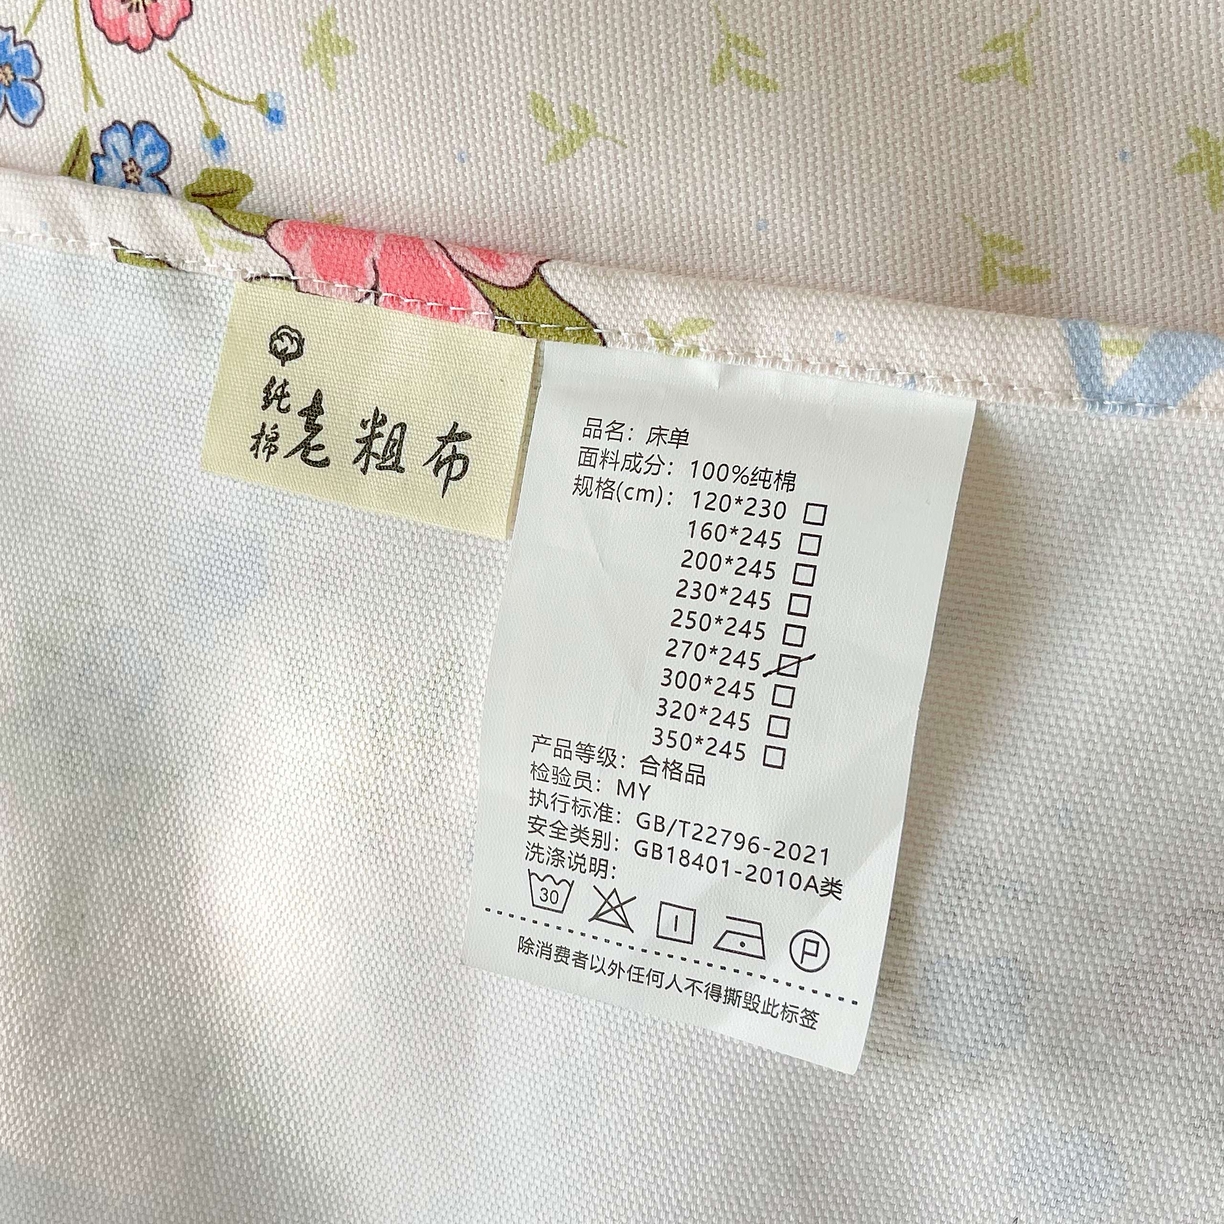 纯棉老粗布
品名：床单
面料成分：100%纯棉
规格(cm)：120*230 □
160*245 □
200*245 □
230*245 □
250*245 □
270*245 ☑
300*245 □
320*245 □
350*245 □
产品等级：合格品
检验员：MY
执行标准：GB/T22796-2021
安全类别：GB18401-2010A类
洗涤说明：
30 P
除消费者以外任何人不得撕毁此标签